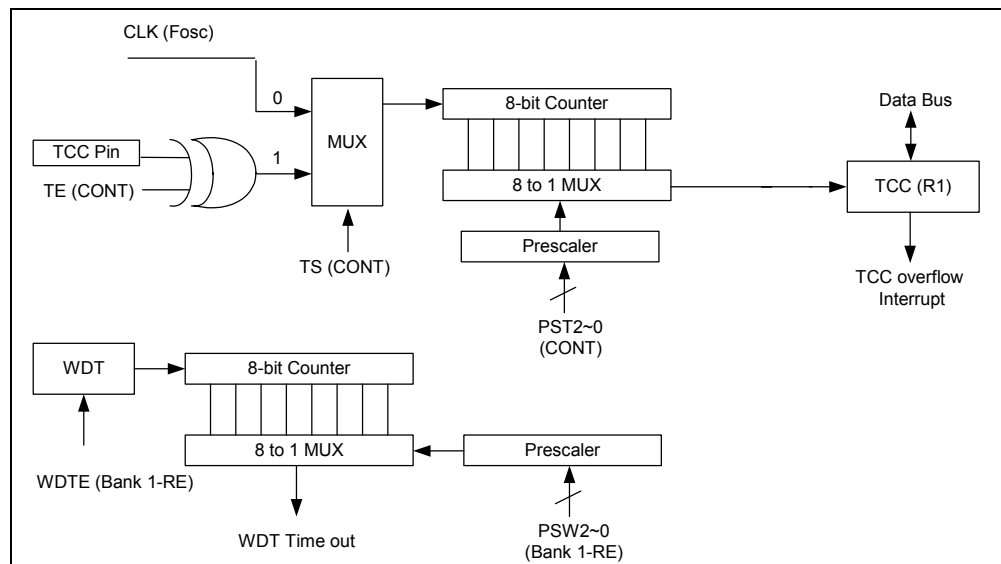 CLK (Fosc)
0
TCC Pin
TE (CONT)
1
MUX
TS (CONT)
8-bit Counter
8 to 1 MUX
Prescaler
PST2~0
(CONT)
Data Bus
TCC (R1)
TCC overflow
Interrupt
WDT
WDTE (Bank 1-RE)
8-bit Counter
8 to 1 MUX
WDT Time out
Prescaler
PSW2~0
(Bank 1-RE)